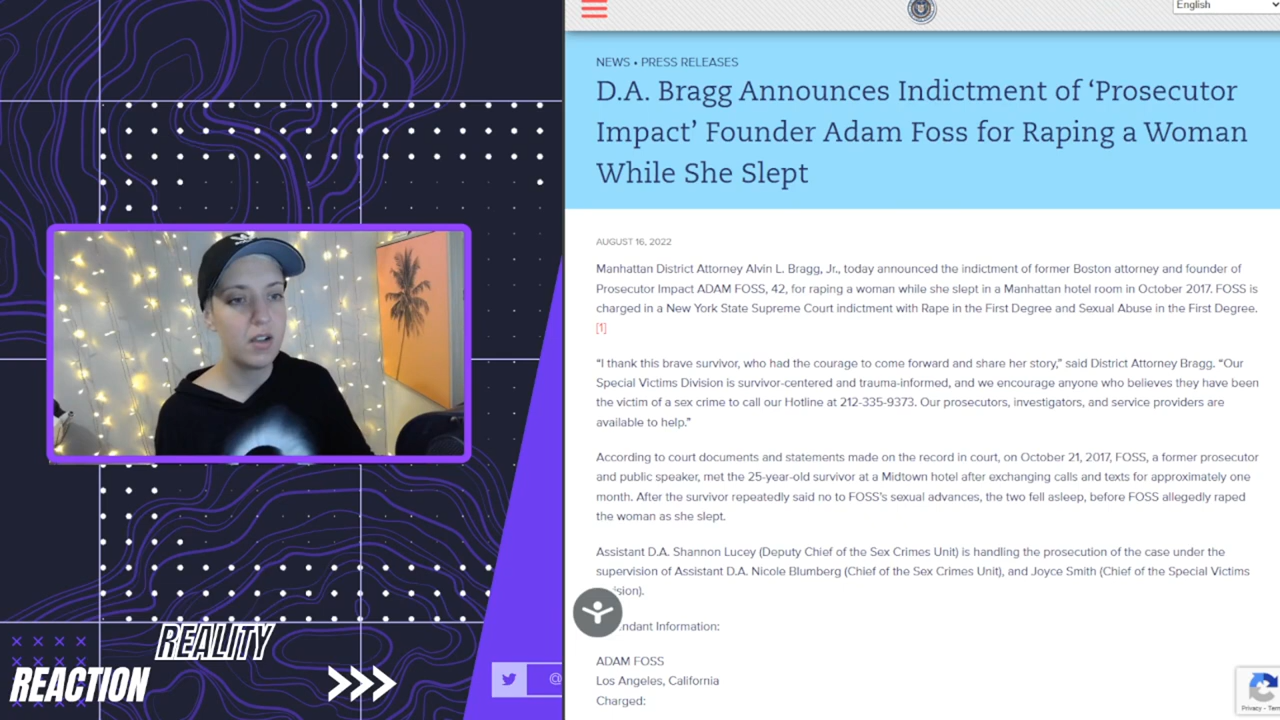 English
NEWS • PRESS RELEASES
D.A. Bragg Announces Indictment of ‘Prosecutor
Impact’ Founder Adam Foss for Raping a Woman
While She Slept
AUGUST 16, 2022
Manhattan District Attorney Alvin L. Bragg, Jr., today announced the indictment of former Boston attorney and founder of
Prosecutor Impact ADAM FOSS, 42, for raping a woman while she slept in a Manhattan hotel room in October 2017. FOSS is
charged in a New York State Supreme Court indictment with Rape in the First Degree and Sexual Abuse in the First Degree.
[1]
“I thank this brave survivor, who had the courage to come forward and share her story,” said District Attorney Bragg. “Our
Special Victims Division is survivor-centered and trauma-informed, and we encourage anyone who believes they have been
the victim of a sex crime to call our Hotline at 212-335-9373. Our prosecutors, investigators, and service providers are
available to help.”
According to court documents and statements made on the record in court, on October 21, 2017, FOSS, a former prosecutor
and public speaker, met the 25-year-old survivor at a Midtown hotel after exchanging calls and texts for approximately one
month. After the survivor repeatedly said no to FOSS’s sexual advances, the two fell asleep, before FOSS allegedly raped
the woman as she slept.
Assistant D.A. Shannon Lucey (Deputy Chief of the Sex Crimes Unit) is handling the prosecution of the case under the
supervision of Assistant D.A. Nicole Blumberg (Chief of the Sex Crimes Unit), and Joyce Smith (Chief of the Special Victims
ision).
ndant Information:
ADAM FOSS
Los Angeles, California
Charged:
REALITY
REACTION
@
Privacy -